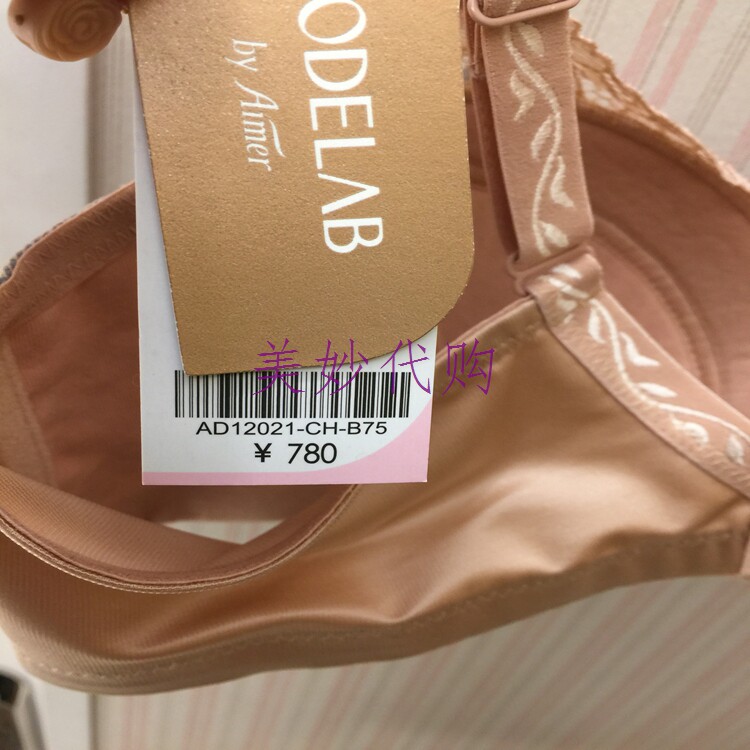 ODELAB
by Aimer
美妙代购
AD12021-CH-B75
¥ 780